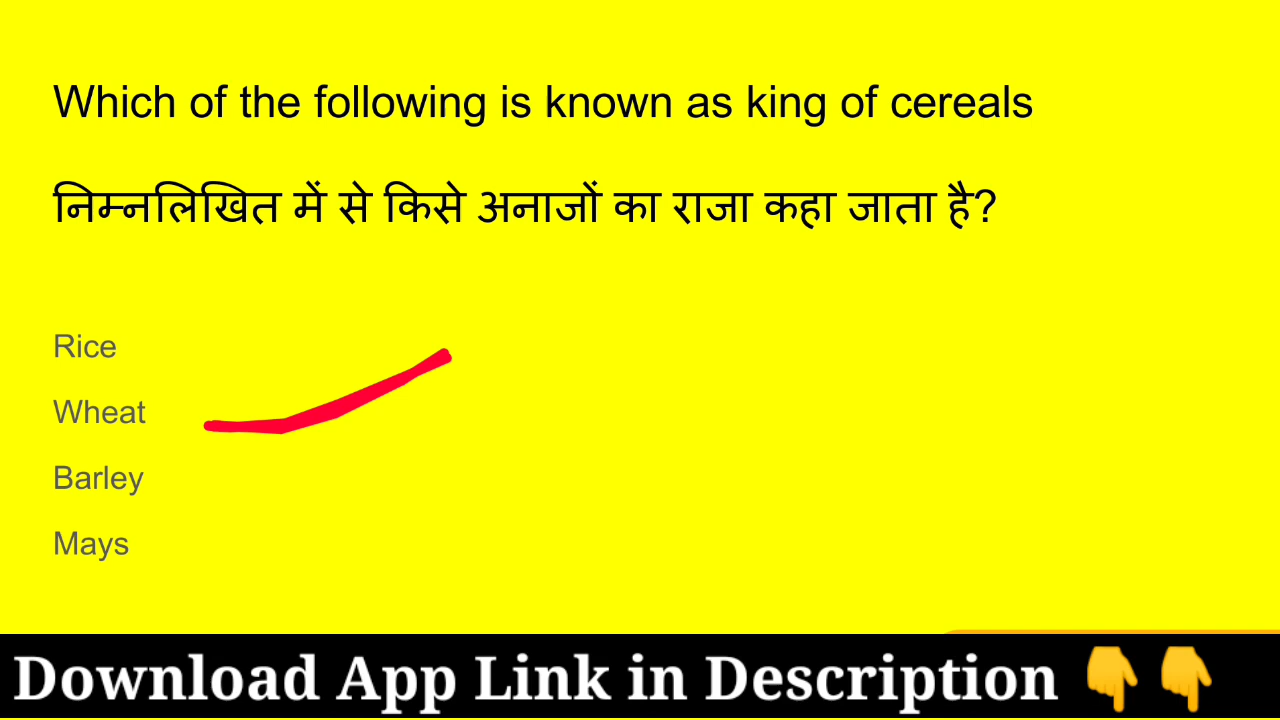 Which of the following is known as king of cereals
निम्नलिखित में से किसे अनाजों का राजा कहा जाता है?
Rice
Wheat
Barley
Mays
Download App Link in Description 👇👇